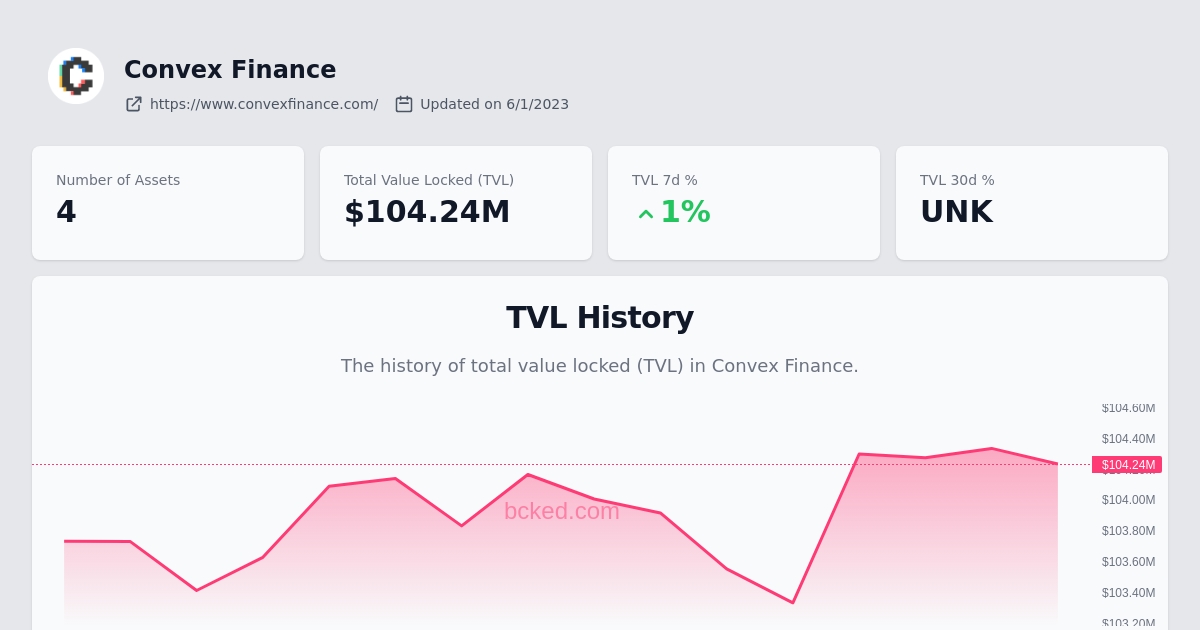 Convex Finance
https://www.convexfinance.com/ Updated on 6/1/2023
Number of Assets
4
Total Value Locked (TVL)
$104.24M
TVL 7d %
1%
TVL 30d %
UNK
TVL History
The history of total value locked (TVL) in Convex Finance.
$104.60M
$104.40M
$104.24M
$104.00M
bcked.com
$103.80M
$103.60M
$103.40M
$103.20M